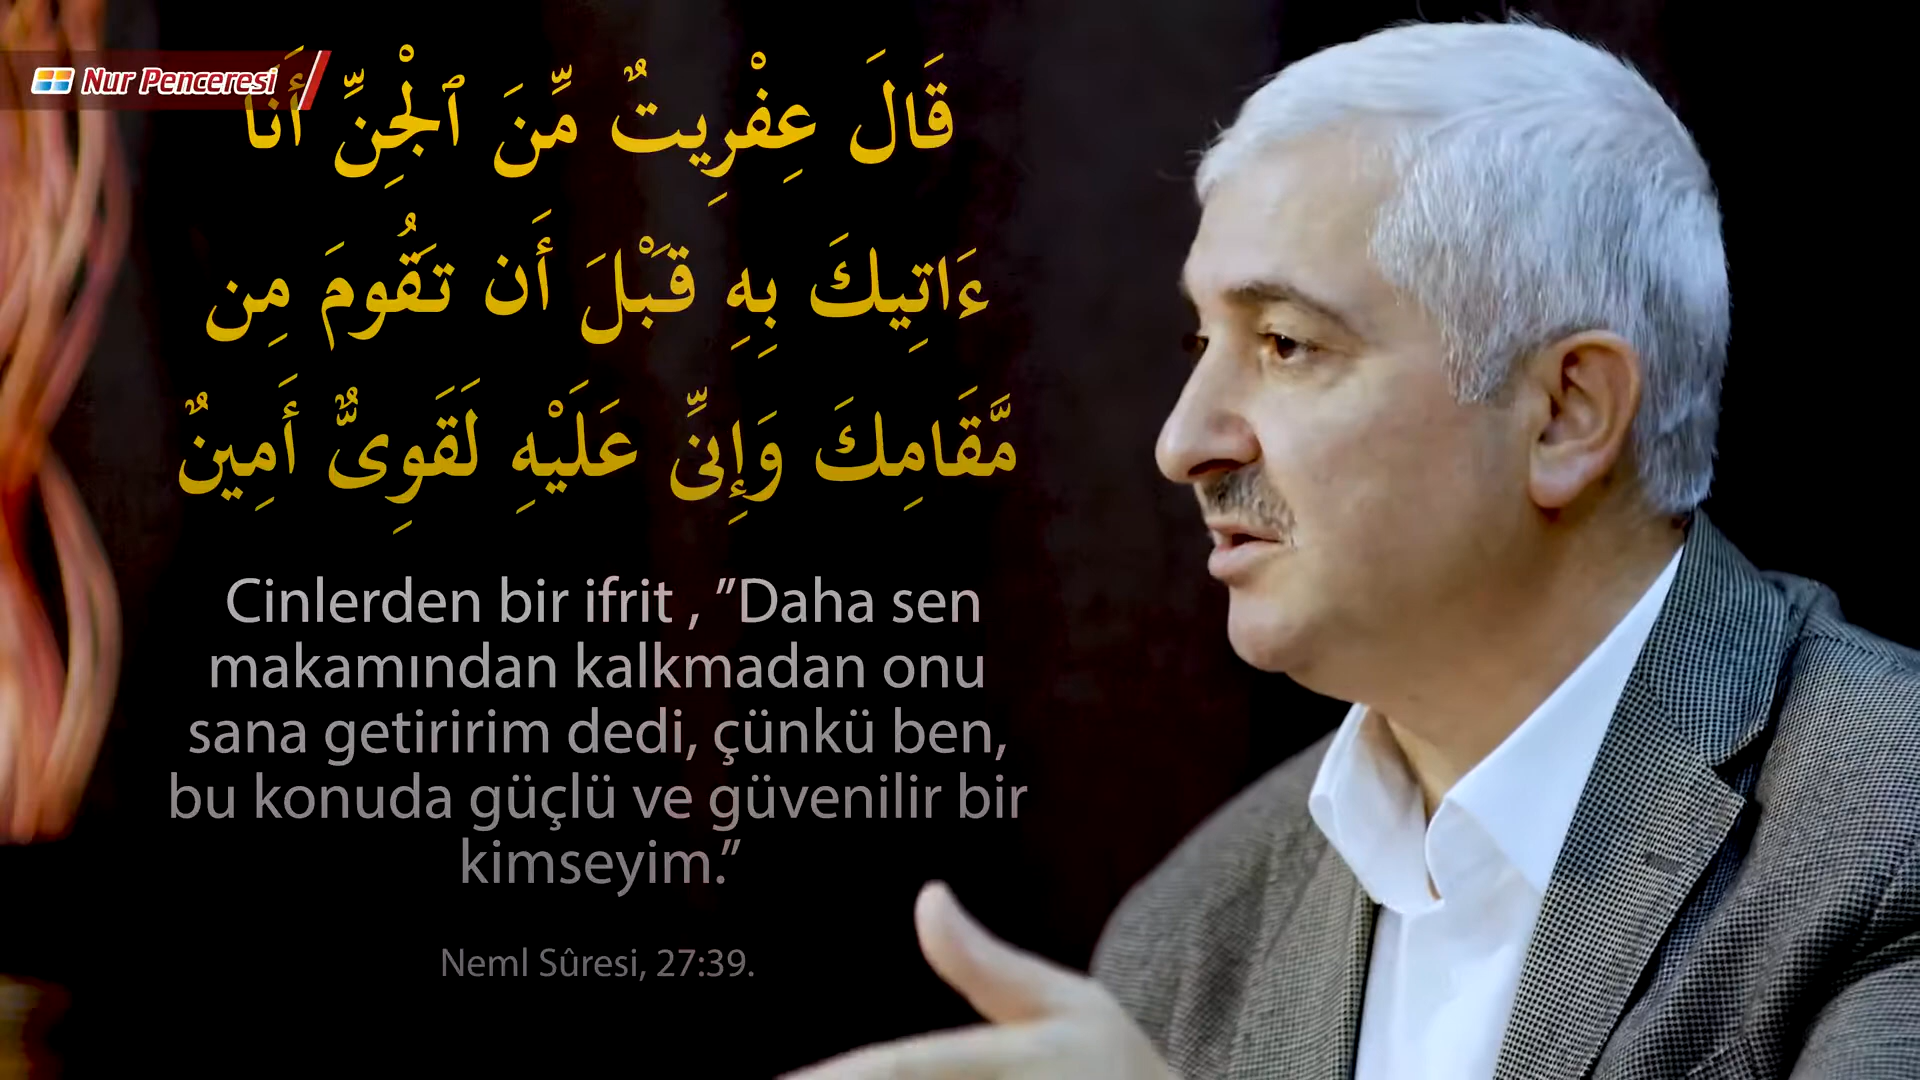 Nur Penceresi
قَالَ عِفْرِيتٌ مِّنَ ٱلْجِنِّ أَنَا
ءَاتِيكَ بِهِ قَبْلَ أَن تَقُومَ مِن
مَّقَامِكَ وَإِنِّى عَلَيْهِ لَقَوِىٌّ أَمِينٌ
Cinlerden bir ifrit , ”Daha sen
makamından kalkmadan onu
sana getiririm dedi, çünkü ben,
bu konuda güçlü ve güvenilir bir
kimseyim.”
Neml Sûresi, 27:39.